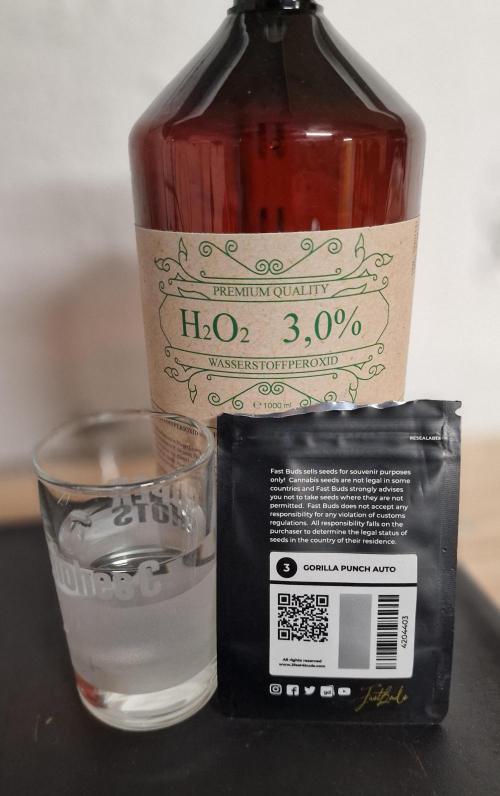 PREMIUM QUALITY
H₂O₂ 3,0%
WASSERSTOFFPEROXID
1000 ml
RESEALABLE
Fast Buds sells seeds for souvenir purposes
only! Cannabis seeds are not legal in some
countries and Fast Buds strongly advises
you not to take seeds where they are not
permitted. Fast Buds does not accept any
responsibility for any violation of customs
regulations. All responsibility falls on the
purchaser to determine the legal status of
seeds in the country of their residence.
3 GORILLA PUNCH AUTO
4204403
All rights reserved
FastBuds